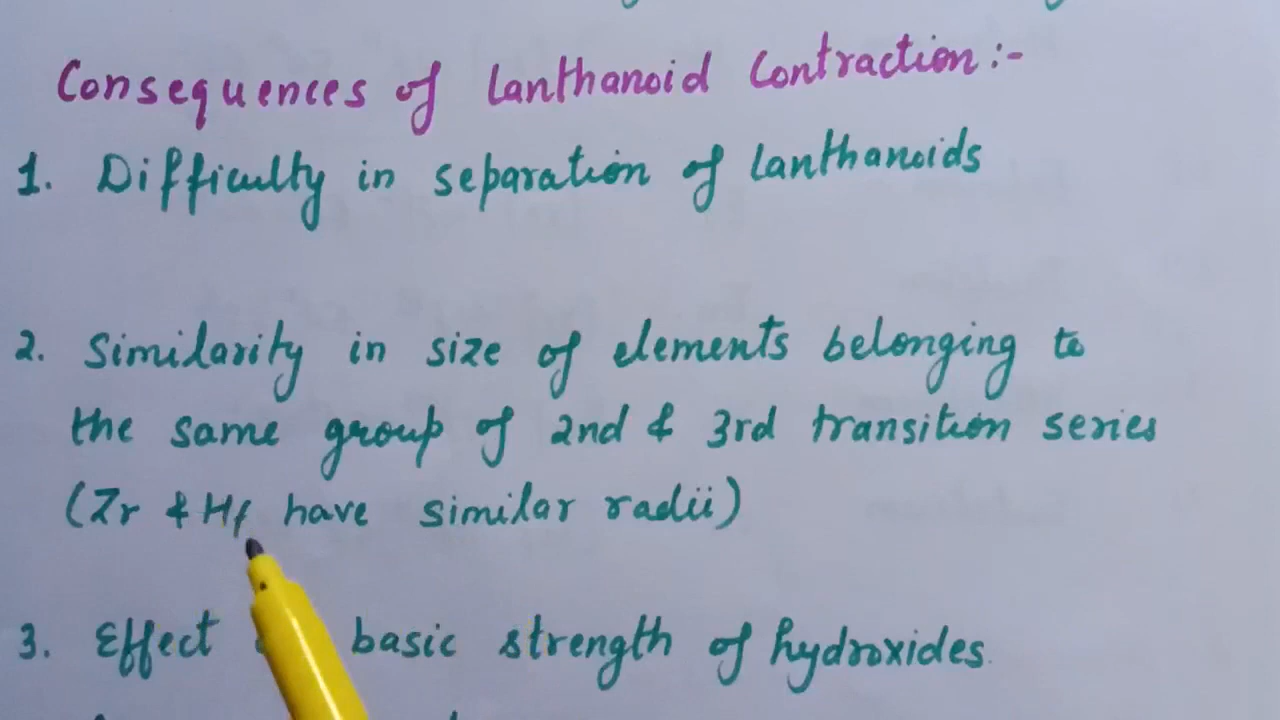 Consequences of Lanthanoid Contraction:-
1. Difficulty in separation of Lanthanoids
2. Similarity in size of elements belonging to
the same group of 2nd & 3rd transition series
(Zr & Hf have similar radii)
3. Effect basic strength of hydroxides.